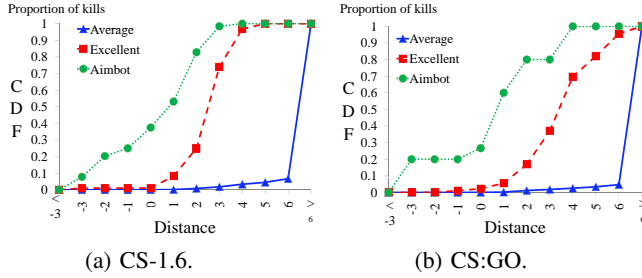 Proportion of kills
1
0.9
0.8
0.7
0.6
0.5
0.4
0.3
0.2
0.1
0
C
D
F
Average
Excellent
Aimbot
< -3
-3
-2
-1
0
1
2
3
4
5
6
> 6
Distance
(a) CS-1.6.
Proportion of kills
1
0.9
0.8
0.7
0.6
0.5
0.4
0.3
0.2
0.1
0
C
D
F
Average
Excellent
Aimbot
< -3
-3
-2
-1
0
1
2
3
4
5
6
> 6
Distance
(b) CS:GO.